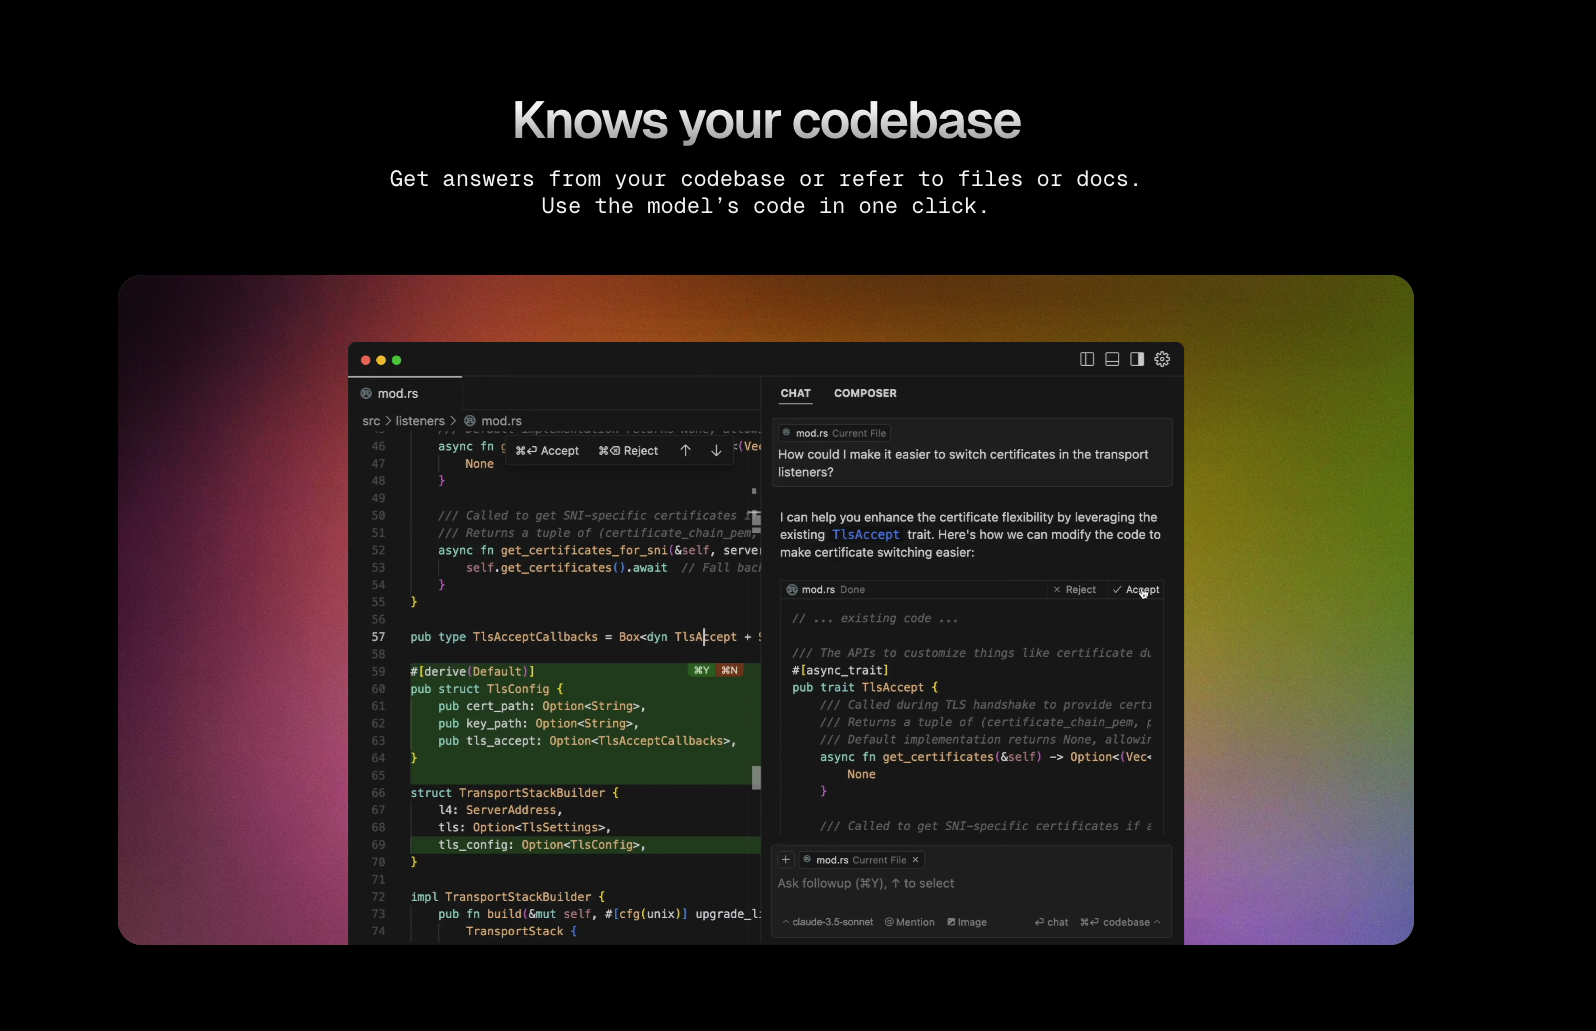 Knows your codebase
Get answers from your codebase or refer to files or docs.
Use the model’s code in one click.
mod.rs
src > listeners > mod.rs
46 async fn
47 None
48 }
49
50 /// Called to get SNI-specific certificates
51 /// Returns a tuple of (certificate_chain_pem,
52 async fn get_certificates_for_sni(&self, server
53 self.get_certificates().await // Fall back
54 }
55 }
56
57 pub type TlsAcceptCallbacks = Box<dyn TlsAccept +
58
59 #[derive(Default)]
60 pub struct TlsConfig {
61 pub cert_path: Option<String>,
62 pub key_path: Option<String>,
63 pub tls_accept: Option<TlsAcceptCallbacks>,
64 }
65
66 struct TransportStackBuilder {
67 l4: ServerAddress,
68 tls: Option<TlsSettings>,
69 tls_config: Option<TlsConfig>,
70 }
71
72 impl TransportStackBuilder {
73 pub fn build(&mut self, #[cfg(unix)] upgrade_li
74 TransportStack {
⌘⏎ Accept ⌘⌫ Reject ↑ ↓
⌘Y ⌘N
CHAT COMPOSER
mod.rs Current File
How could I make it easier to switch certificates in the transport
listeners?
I can help you enhance the certificate flexibility by leveraging the
existing TlsAccept trait. Here's how we can modify the code to
make certificate switching easier:
mod.rs Done × Reject ✓ Accept
// ... existing code ...
/// The APIs to customize things like certificate du
#[async_trait]
pub trait TlsAccept {
/// Called during TLS handshake to provide certi
/// Returns a tuple of (certificate_chain_pem, p
/// Default implementation returns None, allowin
async fn get_certificates(&self) -> Option<(Vec<
None
}
/// Called to get SNI-specific certificates if a
+ mod.rs Current File ×
Ask followup (⌘Y), ↑ to select
claude-3.5-sonnet @ Mention Image ⏎ chat ⌘⏎ codebase